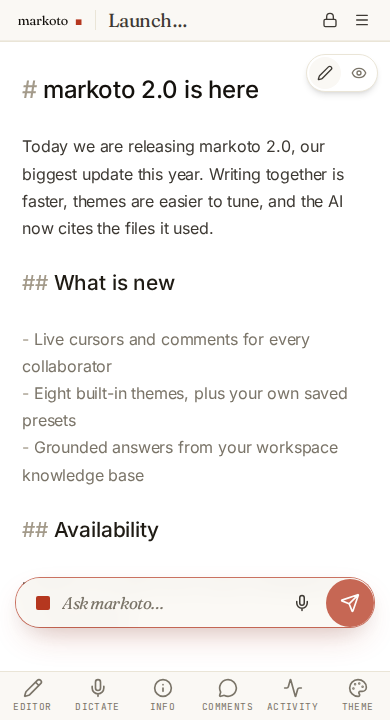 markoto
Launch...
# markoto 2.0 is here
Today we are releasing markoto 2.0, our
biggest update this year. Writing together is
faster, themes are easier to tune, and the AI
now cites the files it used.
## What is new
- Live cursors and comments for every
collaborator
- Eight built-in themes, plus your own saved
presets
- Grounded answers from your workspace
knowledge base
## Availability
Ask markoto...
EDITOR DICTATE INFO COMMENTS ACTIVITY THEME